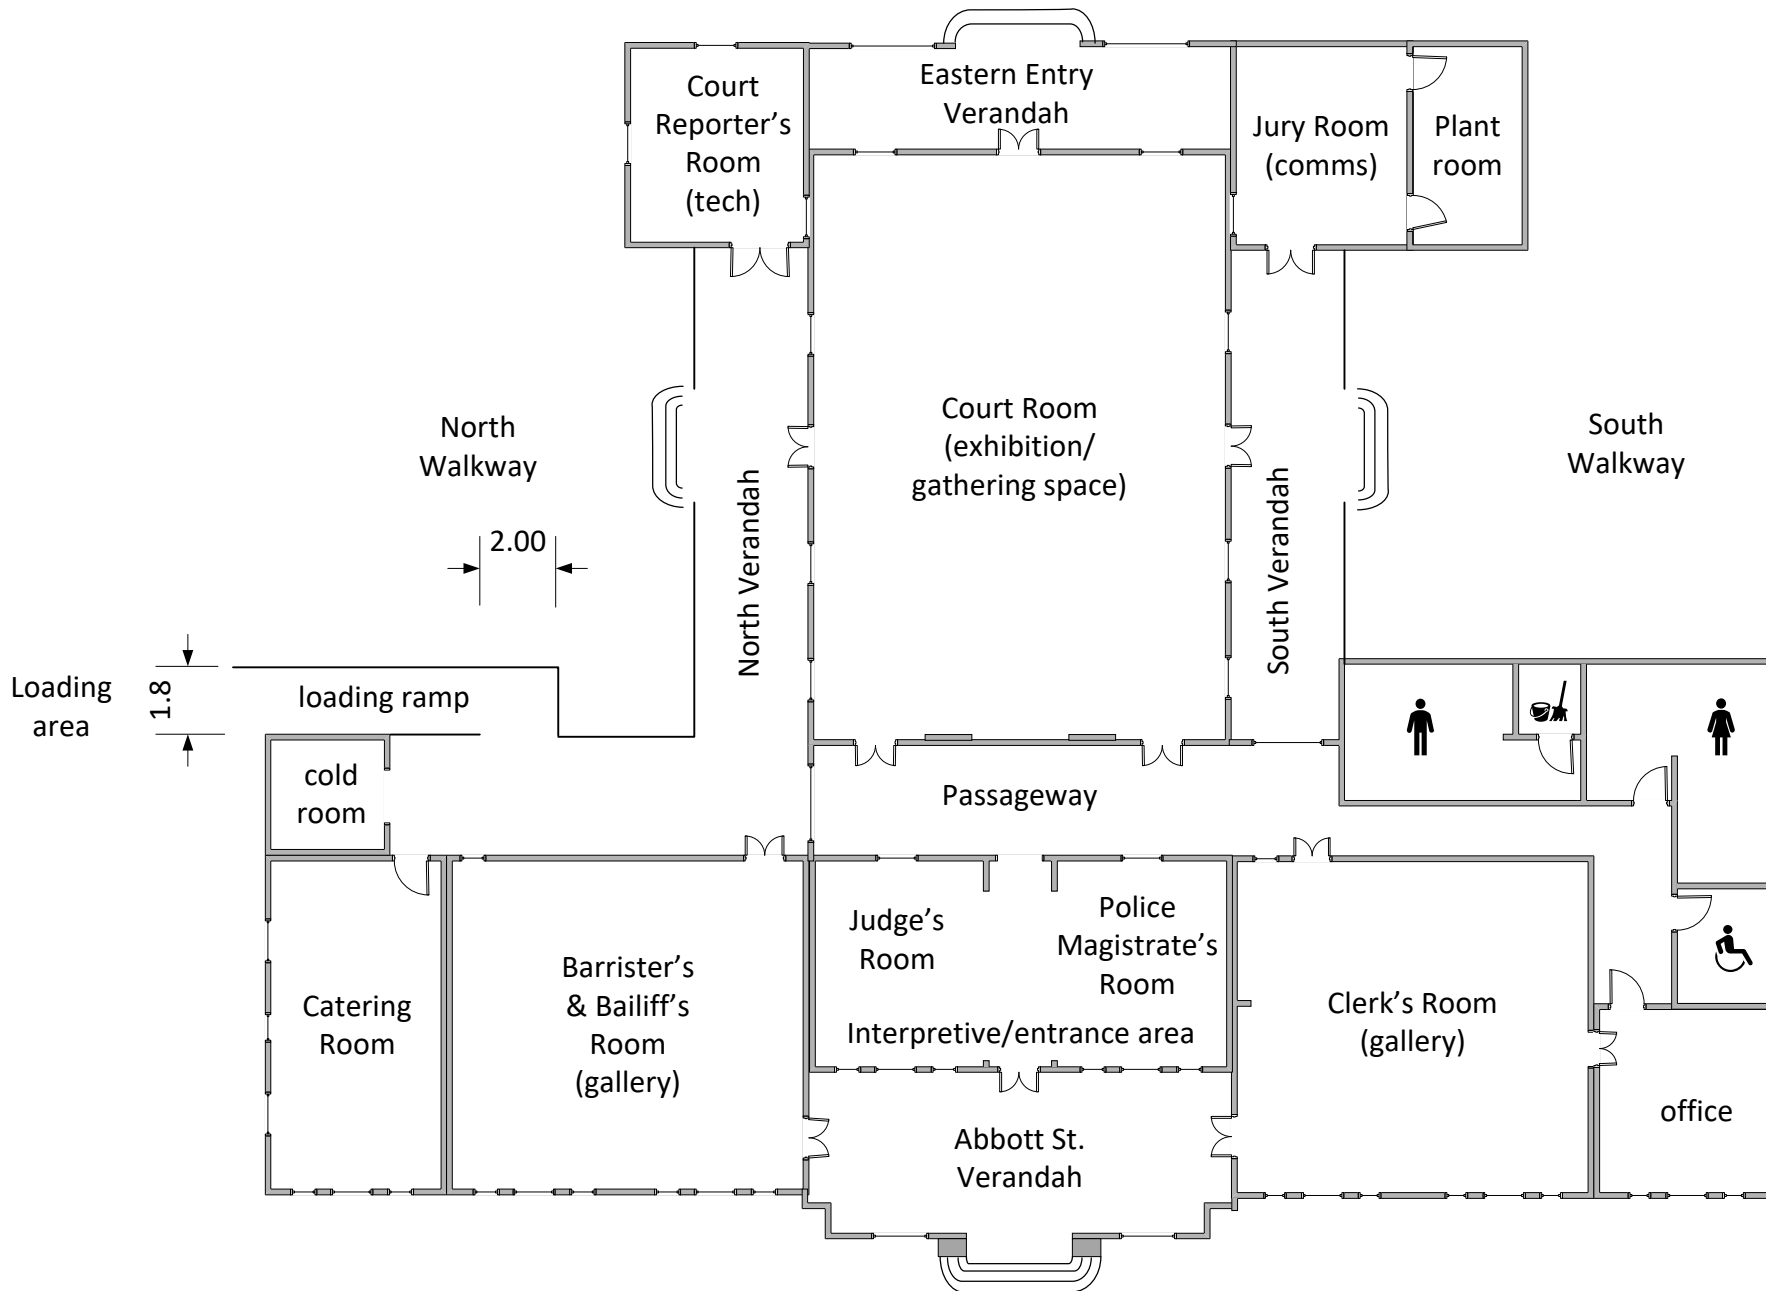 Court
Reporter’s
Room
(tech)
Eastern Entry
Verandah
Jury Room
(comms)
Plant
room
North
Walkway
Court Room
(exhibition/
gathering space)
South
Walkway
North Verandah
South Verandah
2.00
Loading
area
1.8
loading ramp
cold
room
Passageway
Catering
Room
Barrister’s
& Bailiff’s
Room
(gallery)
Judge’s
Room
Police
Magistrate’s
Room
Interpretive/entrance area
Clerk’s Room
(gallery)
office
Abbott St.
Verandah